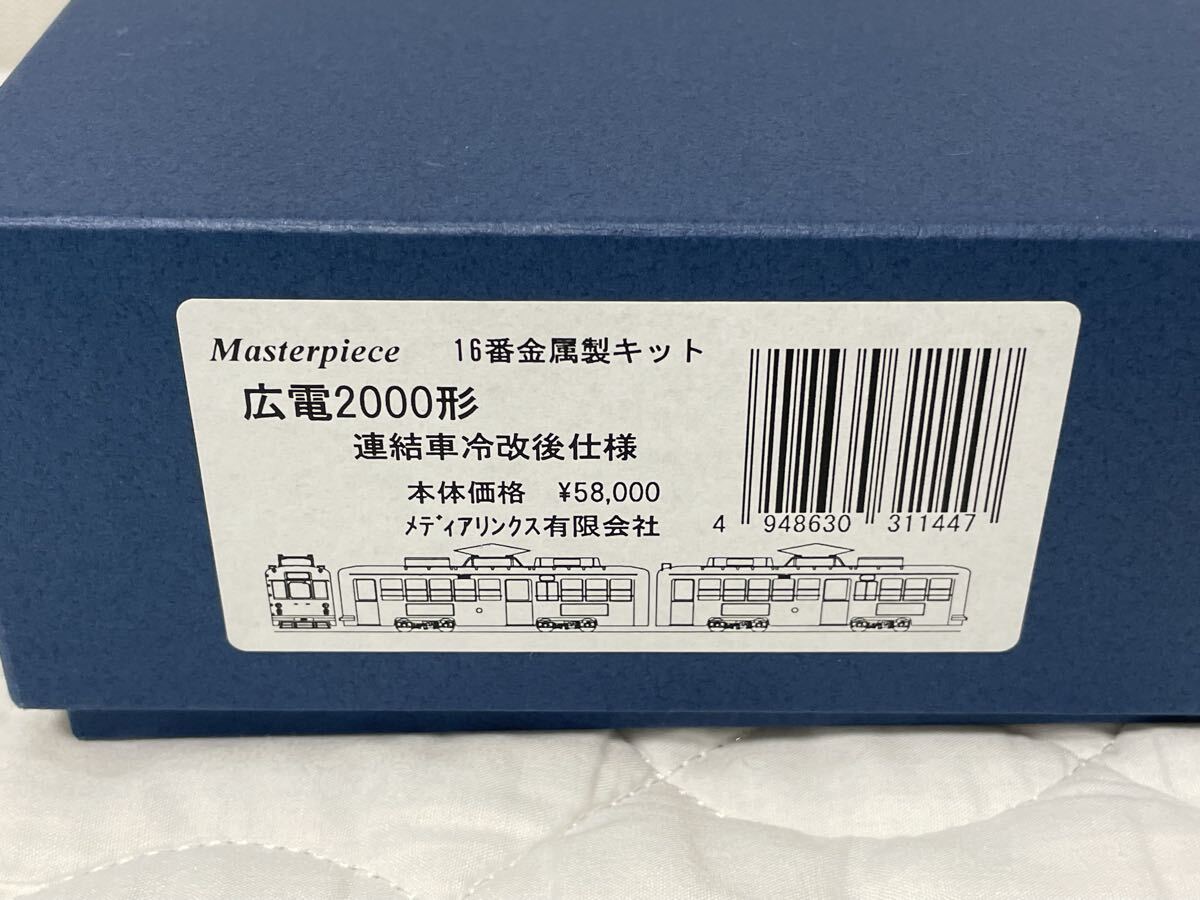 Masterpiece 16番金属製キット
広電2000形
連結車冷改後仕様
本体価格 ¥58,000
ﾒﾃﾞｨｱﾘﾝｸｽ有限会社
4 948630 311447